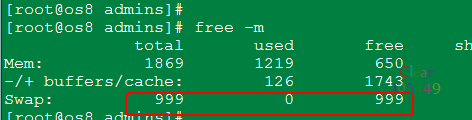 [root@os8 admins]#
[root@os8 admins]# free -m
total used free sh
Mem: 1869 1219 650
-/+ buffers/cache: 126 1743
Swap: 999 0 999
[root@os8 admins]#